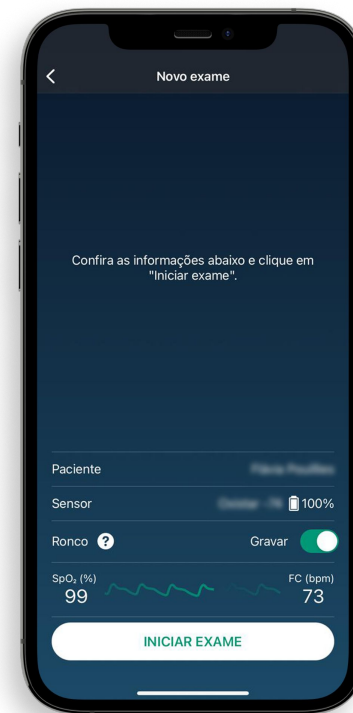 Novo exame
Confira as informações abaixo e clique em
"Iniciar exame".
Paciente
Sensor 100%
Ronco ? Gravar
SpO₂ (%) FC (bpm)
99 73
INICIAR EXAME